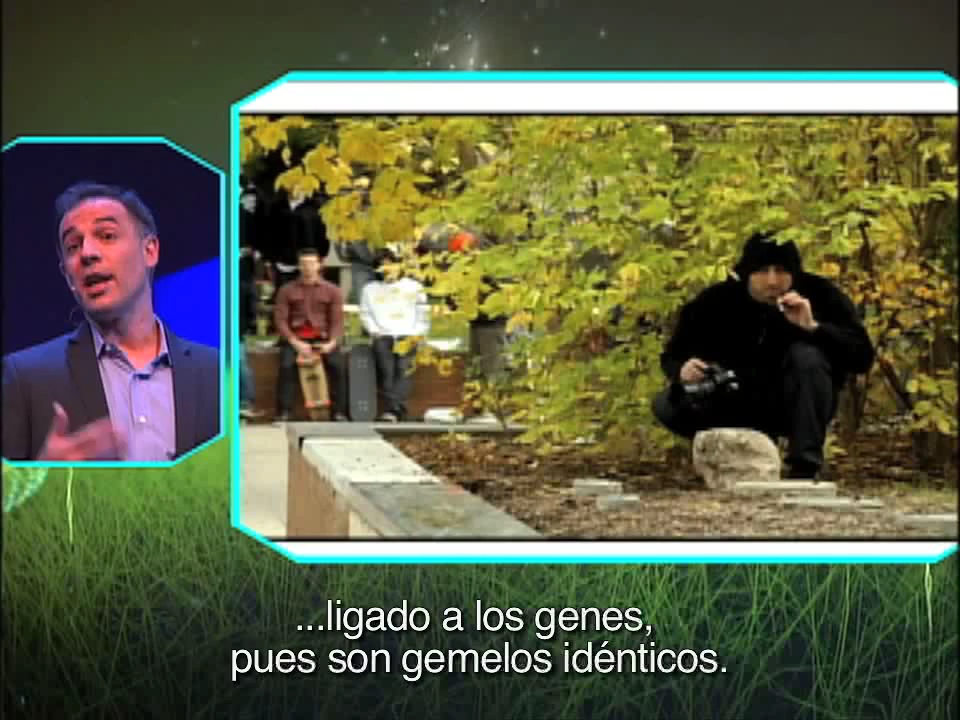 ...ligado a los genes,
pues son gemelos idénticos.